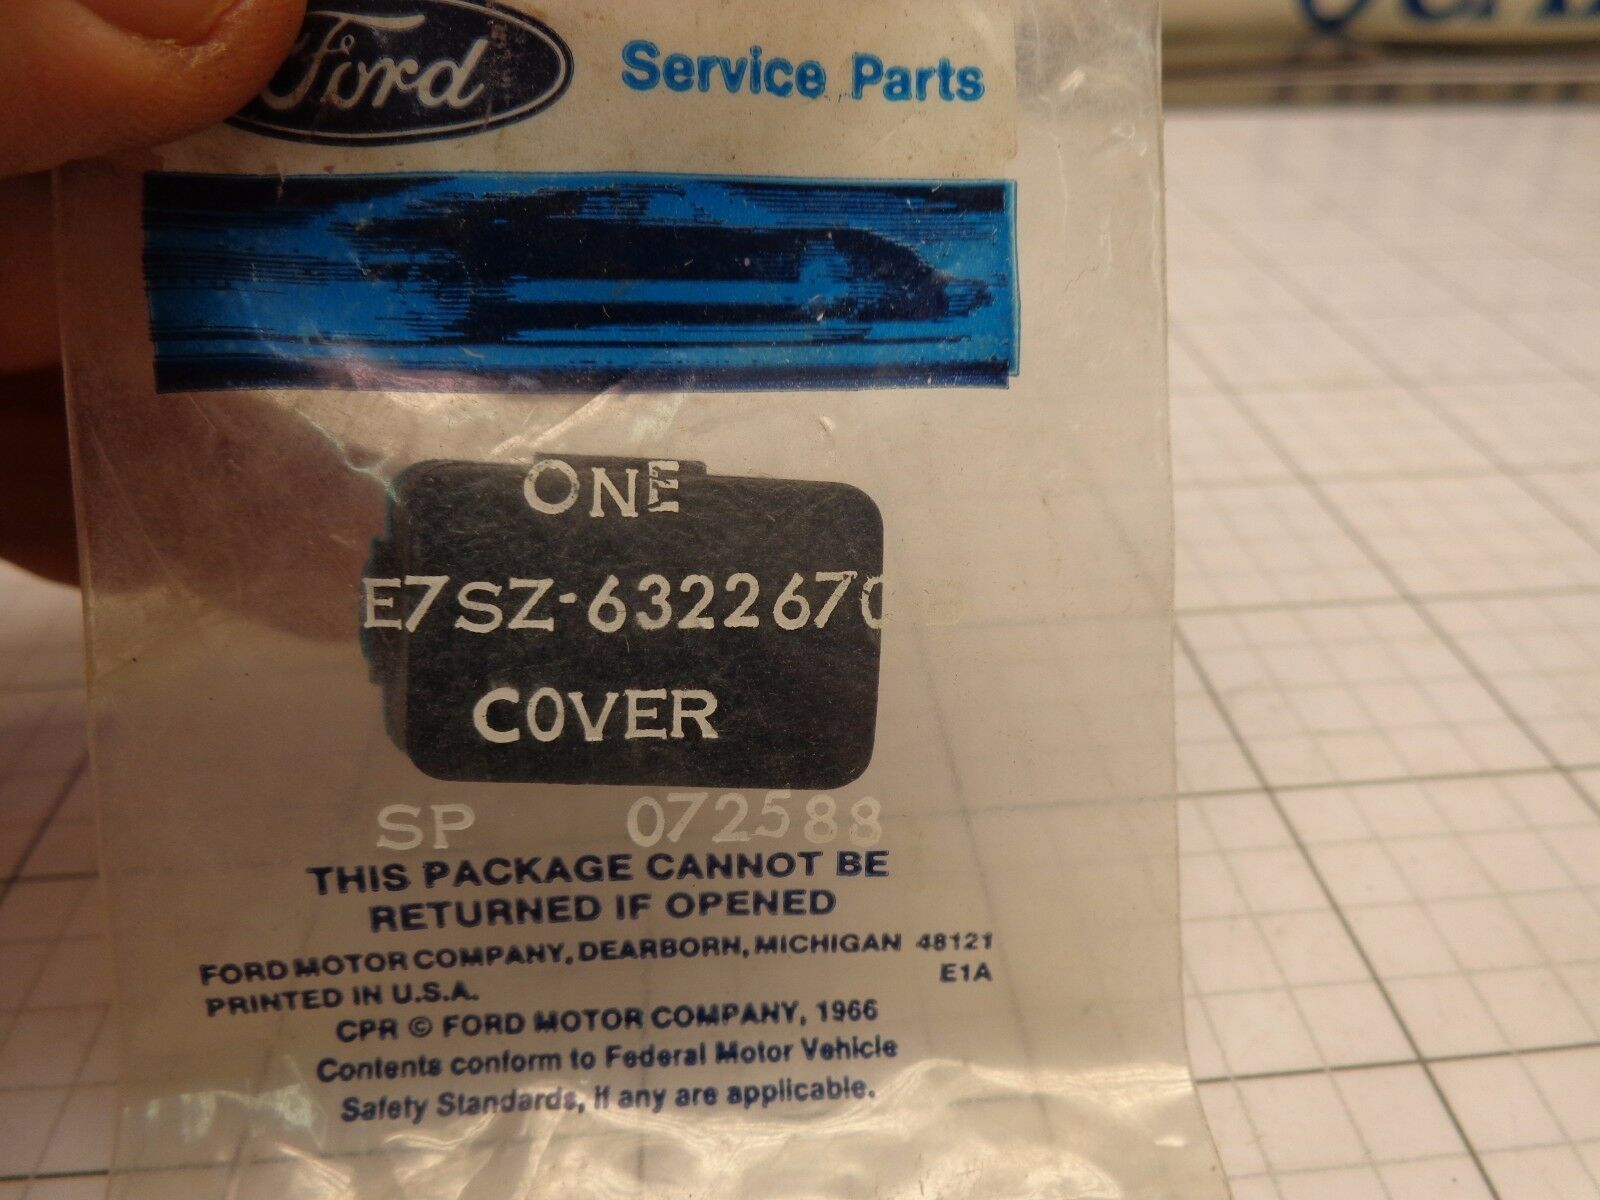 Ford Service Parts
ONE
E7SZ-6322670
COVER
SP 072588
THIS PACKAGE CANNOT BE
RETURNED IF OPENED
FORD MOTOR COMPANY, DEARBORN, MICHIGAN 48121
PRINTED IN U.S.A. E1A
CPR © FORD MOTOR COMPANY, 1966
Contents conform to Federal Motor Vehicle
Safety Standards, if any are applicable.